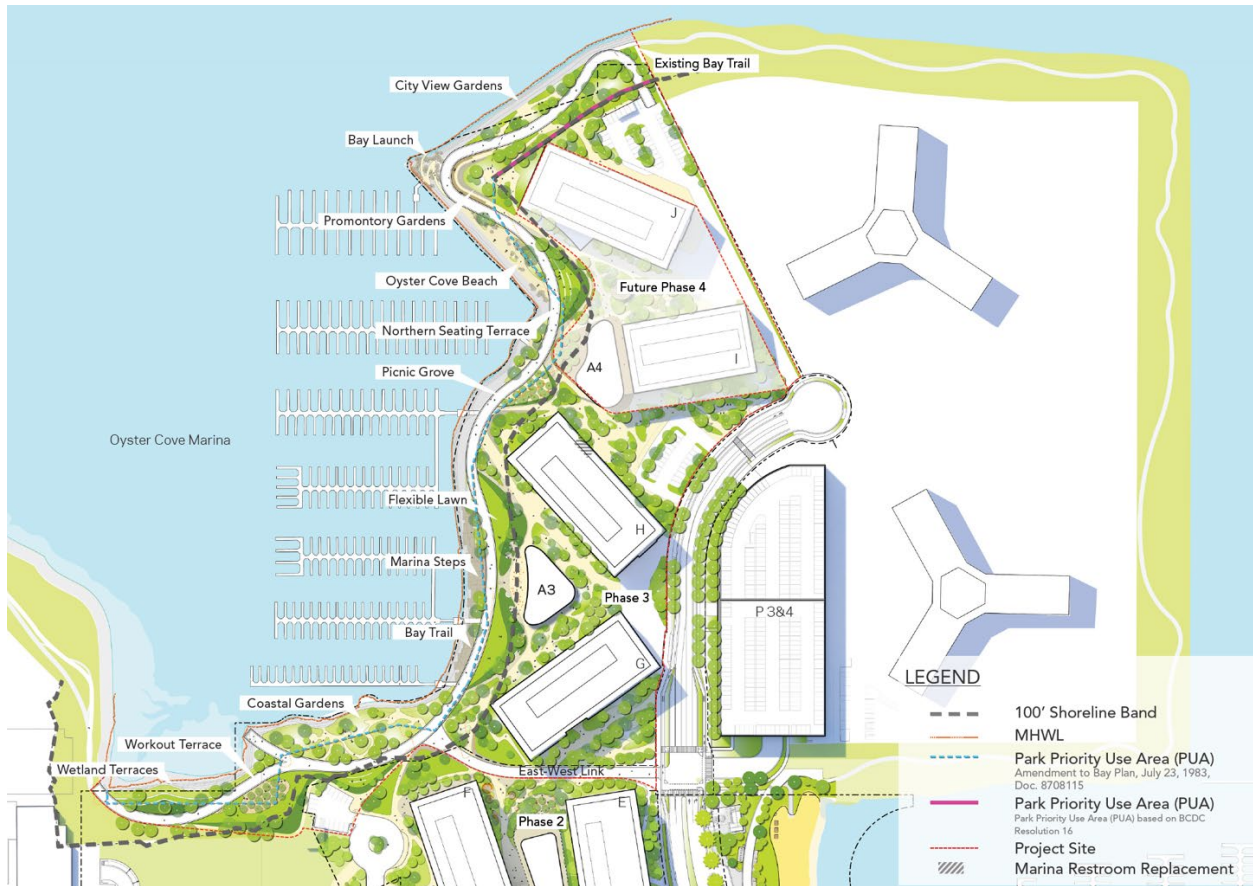 Existing Bay Trail
City View Gardens
Bay Launch
Promontory Gardens
J
Oyster Cove Beach
Future Phase 4
Northern Seating Terrace
A4
I
Picnic Grove
Oyster Cove Marina
Flexible Lawn
H
Marina Steps
A3
Phase 3
P 3&4
Bay Trail
G
Coastal Gardens
Workout Terrace
Wetland Terraces
East-West Link
F
E
Phase 2
LEGEND
100' Shoreline Band
MHWL
Park Priority Use Area (PUA)
Amendment to Bay Plan, July 23, 1983,
Doc. 8708115
Park Priority Use Area (PUA)
Park Priority Use Area (PUA) based on BCDC
Resolution 16
Project Site
Marina Restroom Replacement